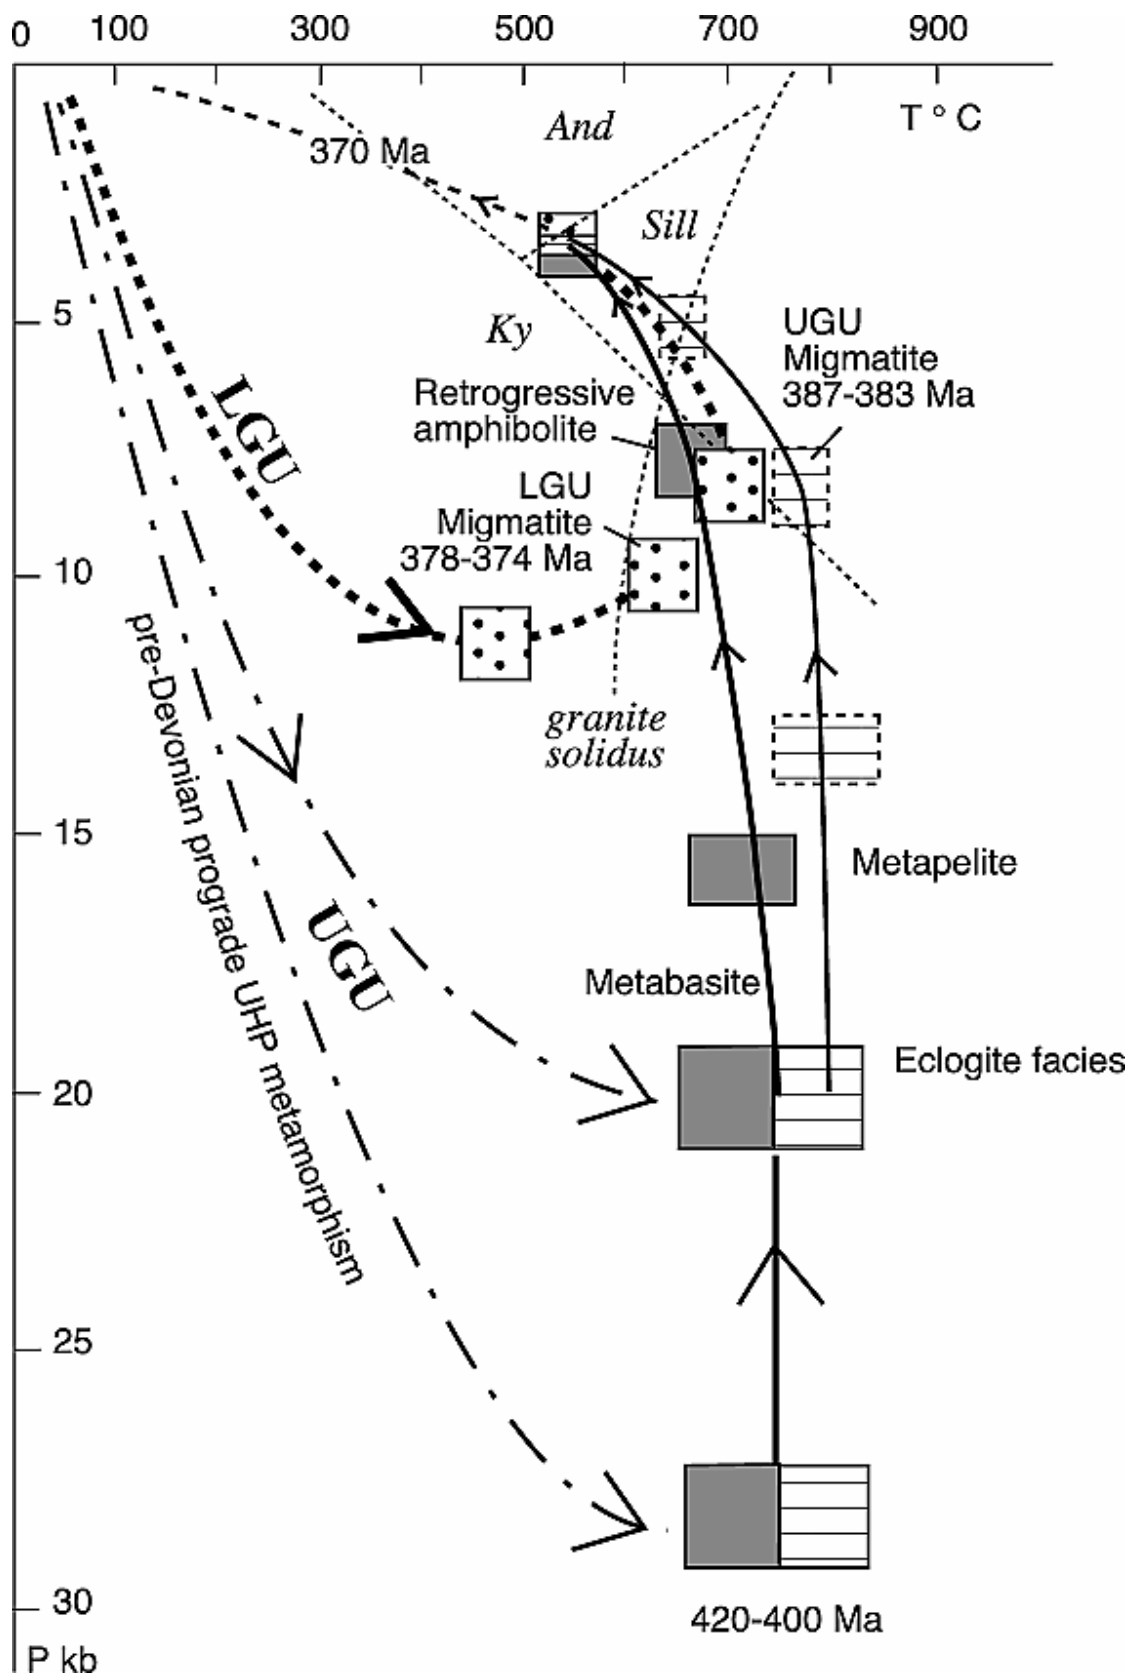 0 100 300 500 700 900
T ° C
And
370 Ma
Sill
5
Ky
UGU
Migmatite
387-383 Ma
Retrogressive
amphibolite
LGU
LGU
Migmatite
378-374 Ma
10
granite
solidus
pre-Devonian prograde UHP metamorphism
15
Metapelite
UGU
Metabasite
Eclogite facies
20
25
30
420-400 Ma
P kb